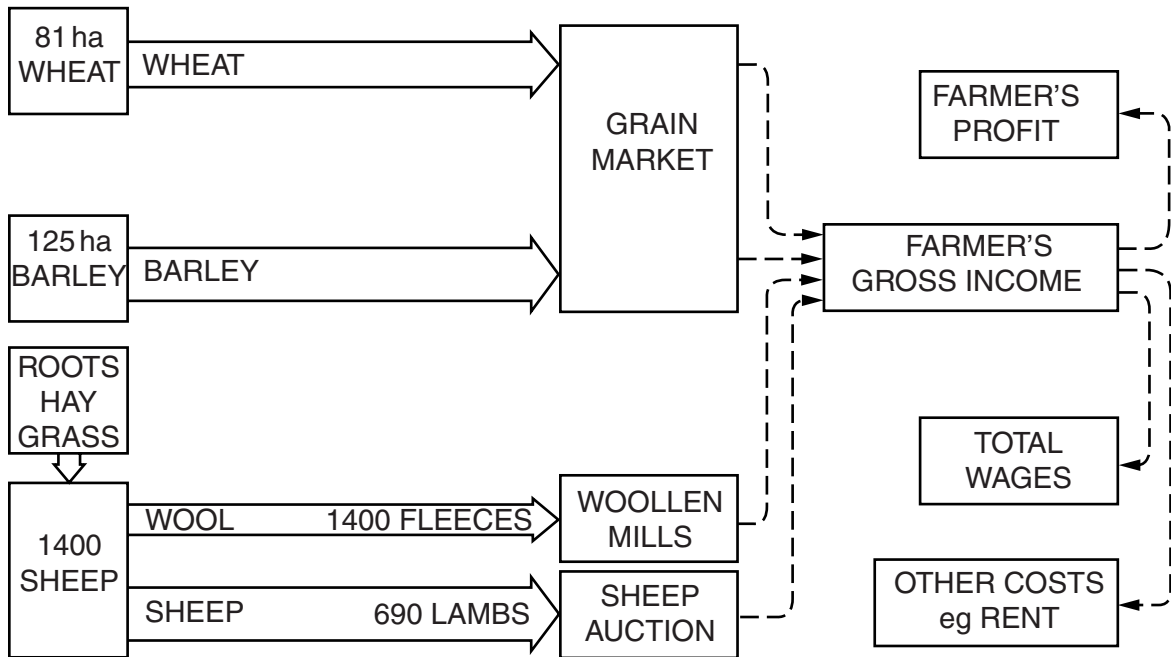 81 ha
WHEAT
WHEAT
GRAIN
MARKET
FARMER'S
PROFIT
125 ha
BARLEY
BARLEY
FARMER'S
GROSS INCOME
ROOTS
HAY
GRASS
TOTAL
WAGES
1400
SHEEP
WOOL 1400 FLEECES
WOOLLEN
MILLS
SHEEP 690 LAMBS
SHEEP
AUCTION
OTHER COSTS
eg RENT